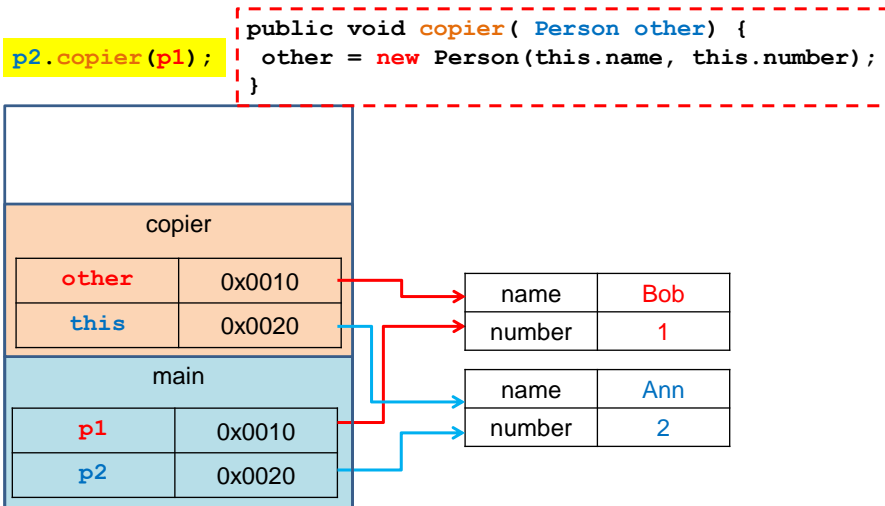 public void copier( Person other) {
p2.copier(p1);
other = new Person(this.name, this.number);
}
copier
other 0x0010
this 0x0020
name Bob
number 1
main
p1 0x0010
p2 0x0020
name Ann
number 2